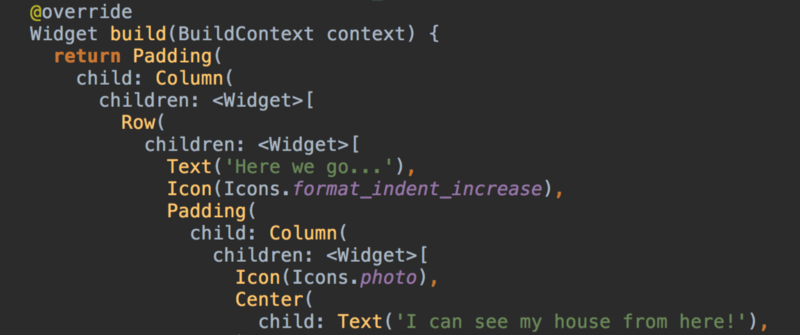 @override
Widget build(BuildContext context) {
return Padding(
child: Column(
children: <Widget>[
Row(
children: <Widget>[
Text('Here we go...'),
Icon(Icons.format_indent_increase),
Padding(
child: Column(
children: <Widget>[
Icon(Icons.photo),
Center(
child: Text('I can see my house from here!'),